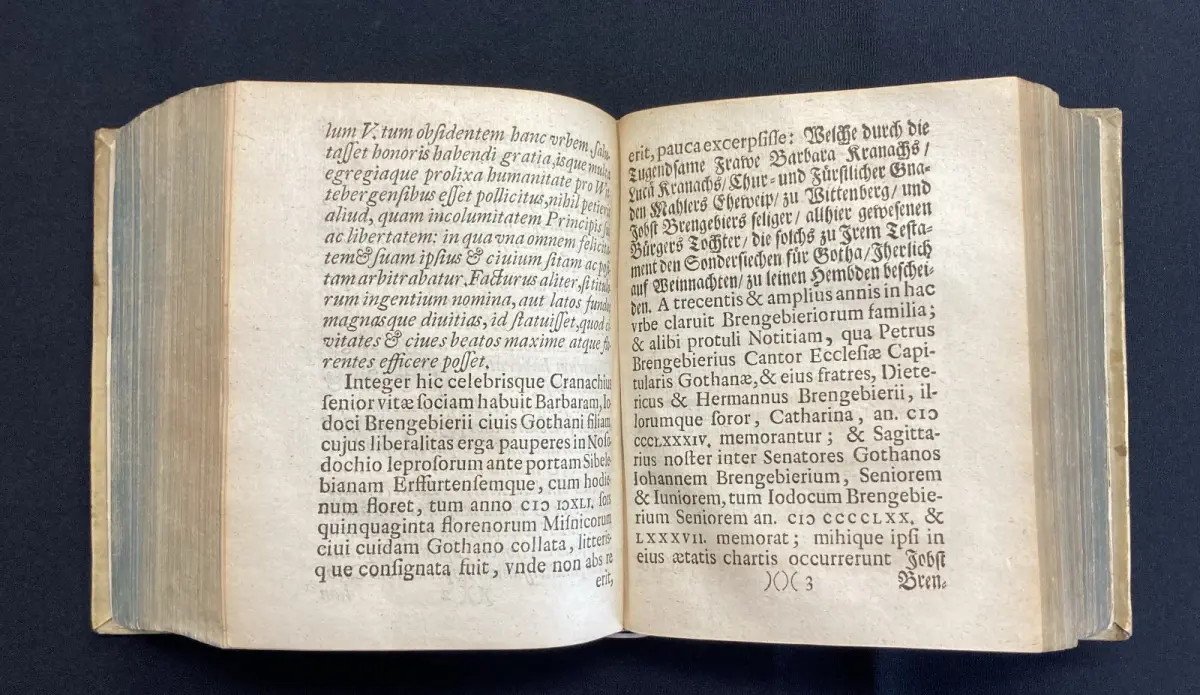 lum V. tum obſidentem hanc vrbem ſalu-
taſſet honoris habendi gratia, isque multa
egregiaque prolixa humanitate pro Wit-
tebergenſibus eſſet pollicitus, nihil petierit
aliud, quam incolumitatem Principis ſui
ac libertatem: in qua vna omnem felicita-
tem & ſuam ipſius & ciuium ſitam ac poſi-
tam arbitrabatur. Facturus aliter, ſi titulo-
rum ingentium nomina, aut latos fundos
magnasque diuitias, id ſtatuiſſet, quod ci-
vitates & ciues beatos maxime atque flo-
rentes efficere poſſet.
Integer hic celebrisque Cranachius
ſenior vitæ ſociam habuit Barbaram, Io-
doci Brengebierii ciuis Gothani filiam
cujus liberalitas erga pauperes in Noſo-
dochio leproſorum ante portam Sibele-
bianam Erffurtenſemque, cum hodie-
num floret, tum anno CIↃ IↃXLI. ſors
quinquaginta florenorum Miſnicorum
ciui cuidam Gothano collata, litteris-
que conſignata fuit, vnde non abs re
erit,
erit, pauca excerpſiſſe: Welche durch die
Tugendſame Frawe Barbara Kranachs/
Lucä Kranachs/ Chur- und Fürſtlicher Gna-
den Mahlers Eheweip/ zu Wittenberg/ und
Jobſt Brengebiers ſeliger/ allhier geweſenen
Bürgers Tochter/ die ſolchs zu Jrem Teſta-
ment den Sonderſiechen für Gotha/ Jherlich
auf Weinnachten/ zu leinen Hembden beſchei-
den. A trecentis & amplius annis in hac
vrbe claruit Brengebieriorum familia;
& alibi protuli Notitiam, qua Petrus
Brengebierius Cantor Eccleſiæ Capi-
tularis Gothanæ, & eius fratres, Diete-
ricus & Hermannus Brengebierii, il-
lorumque ſoror, Catharina, an. CIↃ
CCCLXXXIV. memorantur; & Sagitta-
rius noſter inter Senatores Gothanos
Iohannem Brengebierium, Seniorem
& Iuniorem, tum Iodocum Brengebie-
rium Seniorem an. CIↃ CCCCLXX. &
LXXXVII. memorat; mihique ipſi in
eius ætatis chartis occurrerunt Jobſt
)()( 3 Bren-